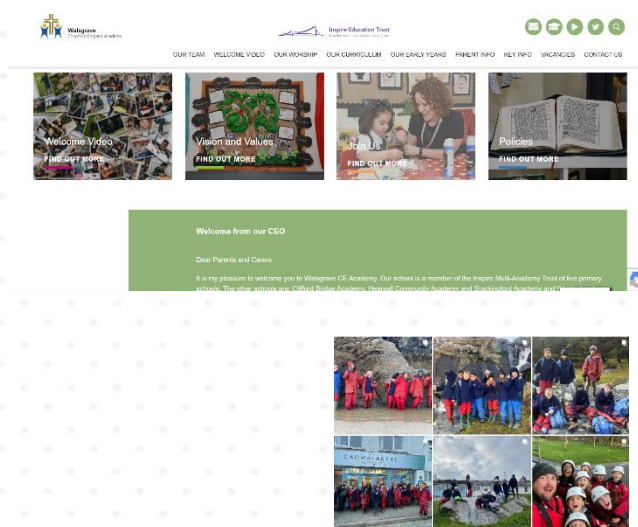 Walsgrave
Church of England Academy
Inspire Education Trust
OUR TEAM WELCOME VIDEO OUR WORSHIP OUR CURRICULUM OUR EARLY YEARS PARENT INFO KEY INFO VACANCIES CONTACT US
Welcome Video
FIND OUT MORE
Vision and Values
FIND OUT MORE
Join Us
FIND OUT MORE
Policies
FIND OUT MORE
Welcome from our CEO
Dear Parents and Carers
It is my pleasure to welcome you to Walsgrave CE Academy. Our school is a member of the Inspire Multi-Academy Trust of five primary
schools. The other schools are: Clifford Bridge Academy, Hearsall Community Academy and Stockingford Academy and
CADWALADERS